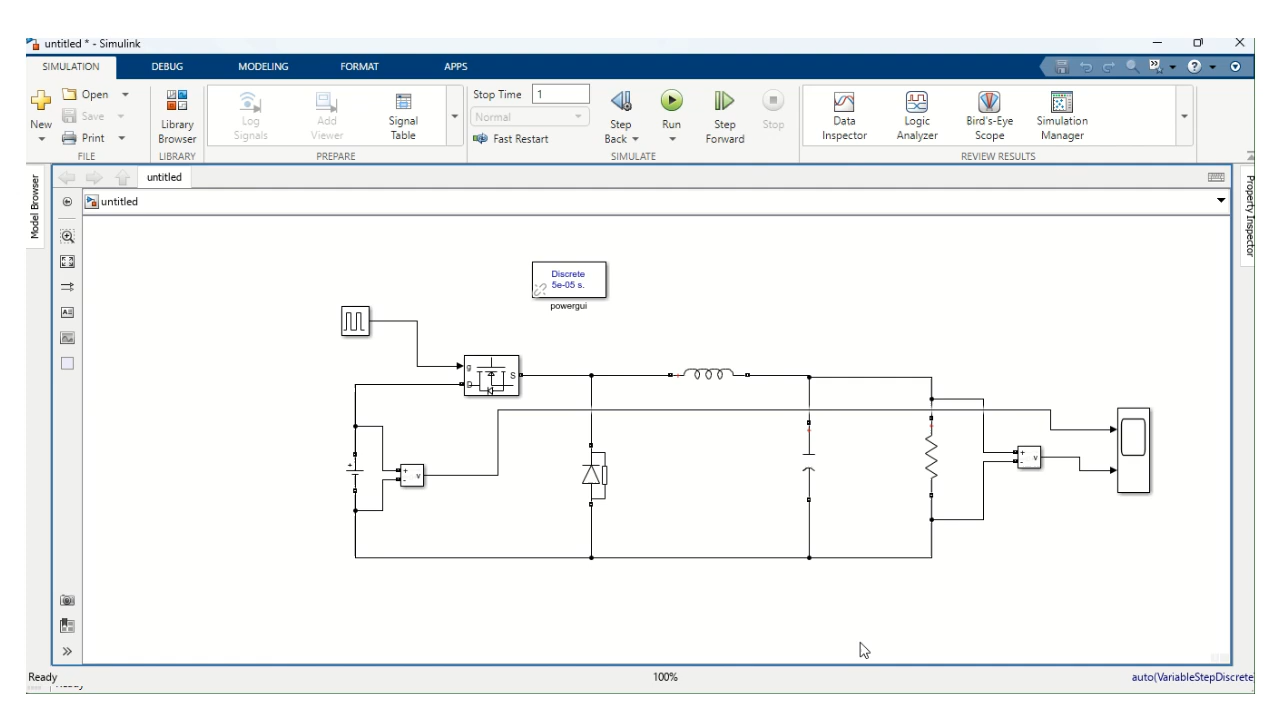 untitled * - Simulink
SIMULATION DEBUG MODELING FORMAT APPS
New
Open
Save
Print
FILE
Library Browser
LIBRARY
Log Signals
Add Viewer
Signal Table
PREPARE
Stop Time 1
Normal
Fast Restart
Step Back
Run
Step Forward
Stop
SIMULATE
Data Inspector
Logic Analyzer
Bird's-Eye Scope
Simulation Manager
REVIEW RESULTS
Model Browser
untitled
untitled
Property Inspector
Discrete
5e-05 s.
powergui
g
D
S
+
+
-
v
+
-
v
Ready
100%
auto(VariableStepDiscrete
Ready